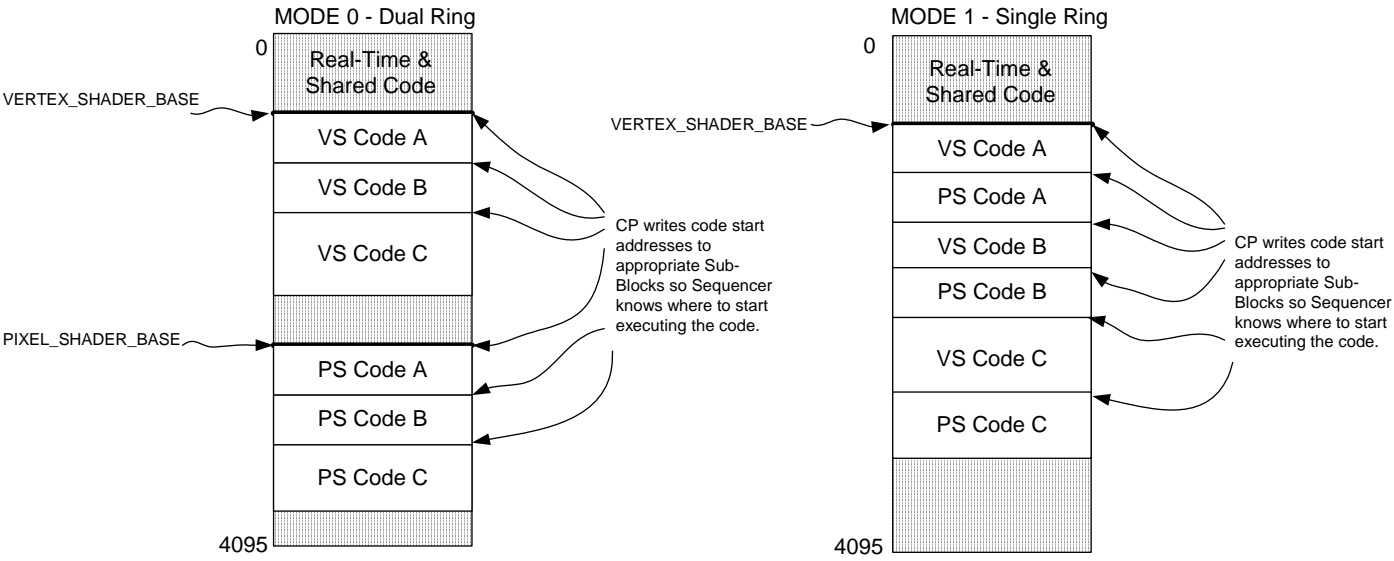 MODE 0 - Dual Ring
0
Real-Time &
Shared Code
VERTEX_SHADER_BASE
VS Code A
VS Code B
VS Code C
PIXEL_SHADER_BASE
PS Code A
PS Code B
PS Code C
4095
CP writes code start
addresses to
appropriate Sub-
Blocks so Sequencer
knows where to start
executing the code.
MODE 1 - Single Ring
0
Real-Time &
Shared Code
VERTEX_SHADER_BASE
VS Code A
PS Code A
VS Code B
PS Code B
VS Code C
PS Code C
4095
CP writes code start
addresses to
appropriate Sub-
Blocks so Sequencer
knows where to start
executing the code.